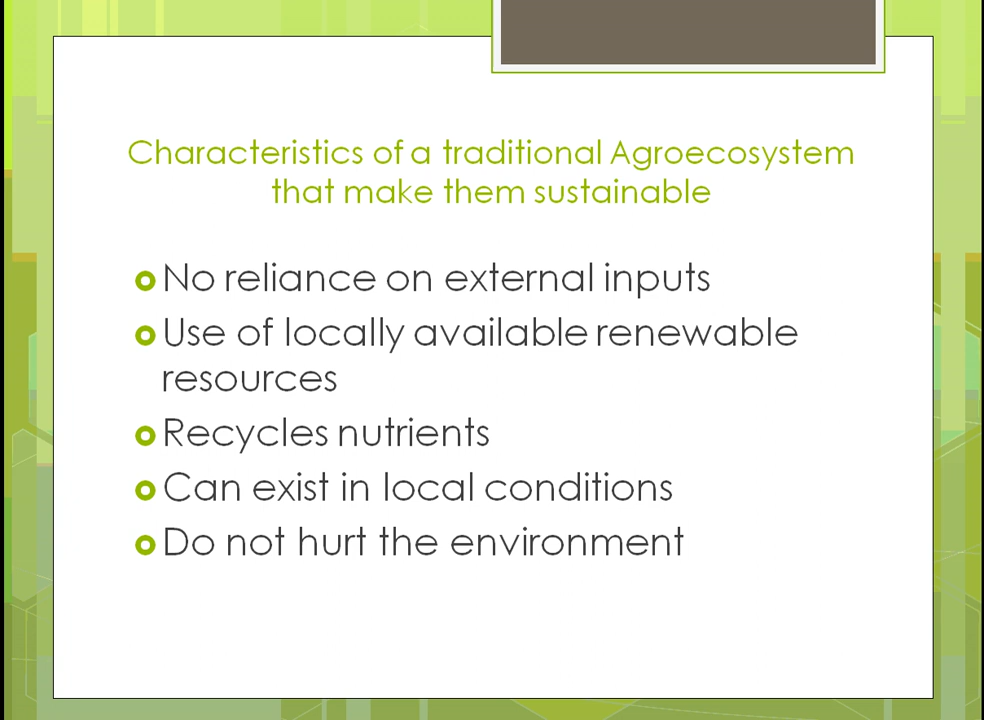 Characteristics of a traditional Agroecosystem
that make them sustainable
No reliance on external inputs
Use of locally available renewable
resources
Recycles nutrients
Can exist in local conditions
Do not hurt the environment